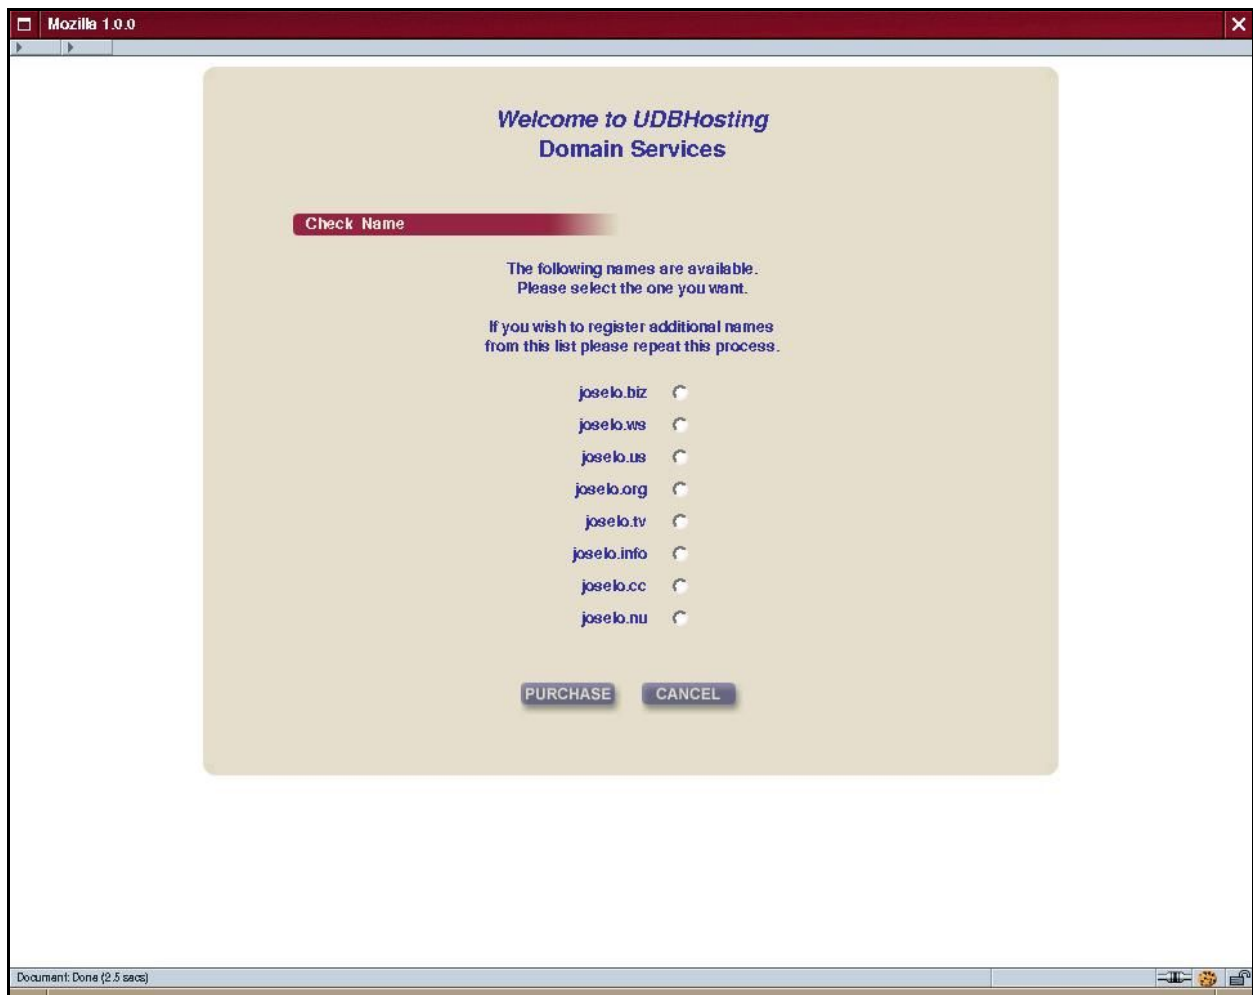 Mozilla 1.0.0
Welcome to UDBHosting
Domain Services
Check Name
The following names are available.
Please select the one you want.
If you wish to register additional names
from this list please repeat this process.
joselo.biz
joselo.ws
joselo.us
joselo.org
joselo.tv
joselo.info
joselo.cc
joselo.nu
PURCHASE CANCEL
Document: Done (2.5 secs)